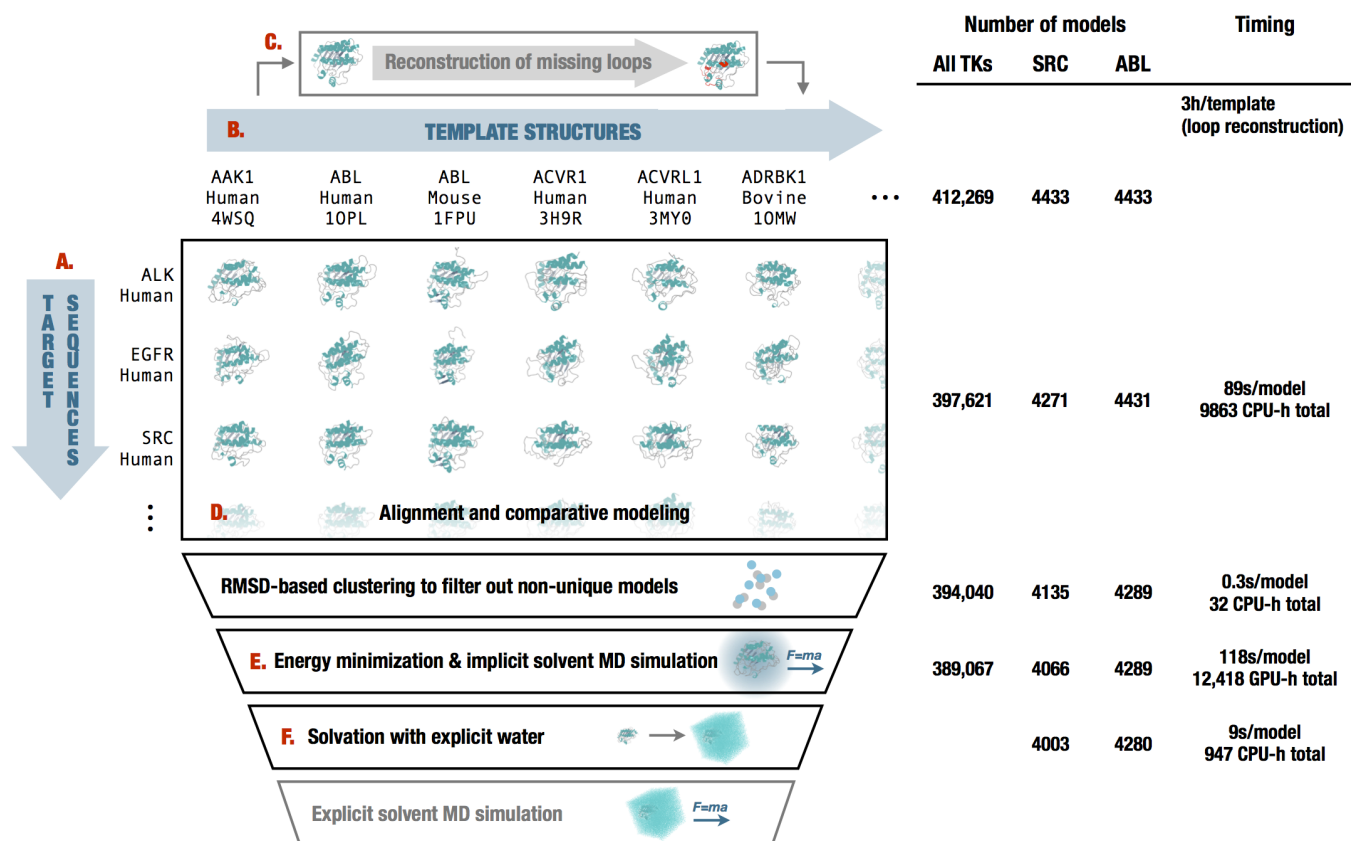 Number of models
Timing
All TKs
SRC
ABL
C.
Reconstruction of missing loops
3h/template
(loop reconstruction)
B.
TEMPLATE STRUCTURES
AAK1
Human
4WSQ
ABL
Human
1OPL
ABL
Mouse
1FPU
ACVR1
Human
3H9R
ACVRL1
Human
3MY0
ADRBK1
Bovine
1OMW
...
412,269
4433
4433
A.
TARGET
SEQUENCES
ALK
Human
EGFR
Human
SRC
Human
⋮
397,621
4271
4431
89s/model
9863 CPU-h total
D.
Alignment and comparative modeling
RMSD-based clustering to filter out non-unique models
394,040
4135
4289
0.3s/model
32 CPU-h total
E.
Energy minimization & implicit solvent MD simulation
F=ma
389,067
4066
4289
118s/model
12,418 GPU-h total
F.
Solvation with explicit water
4003
4280
9s/model
947 CPU-h total
Explicit solvent MD simulation
F=ma